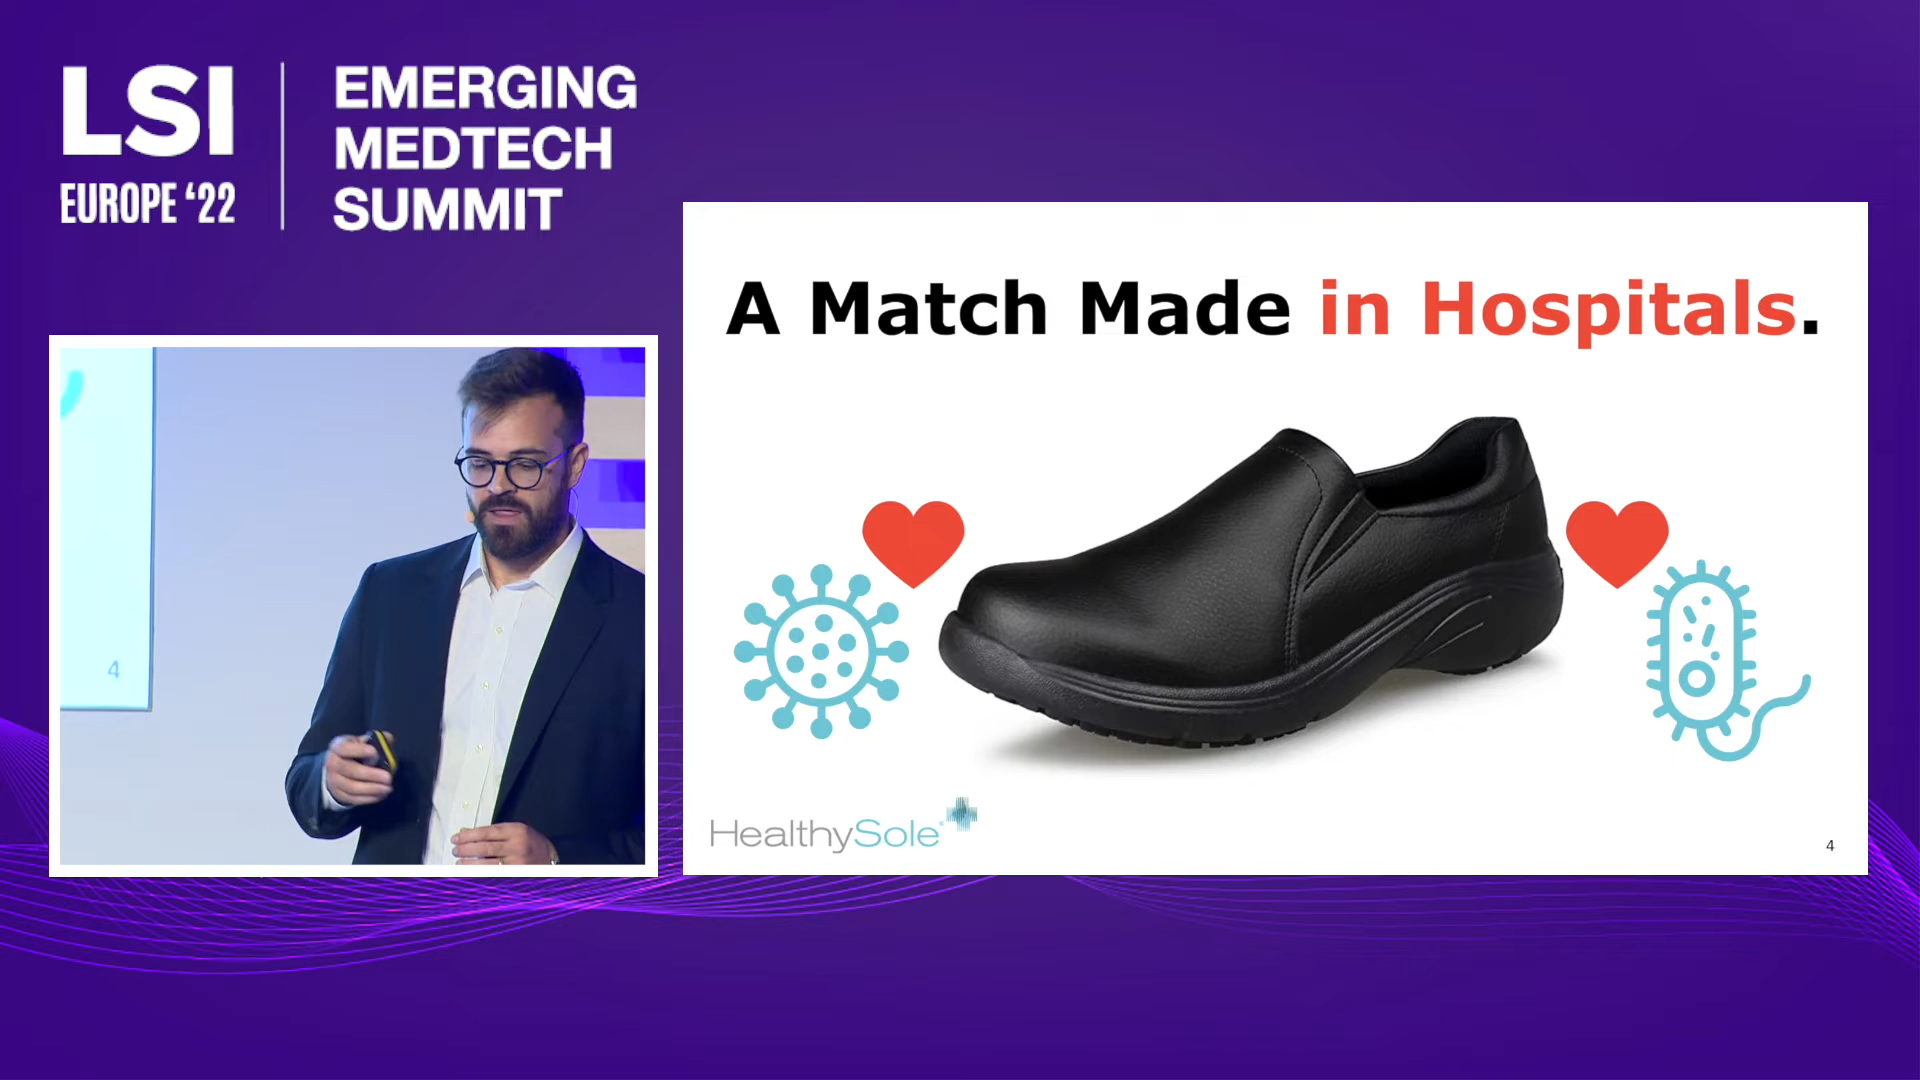 LSI
EUROPE ‘22
EMERGING
MEDTECH
SUMMIT
A Match Made in Hospitals.
HealthySole®
4
4